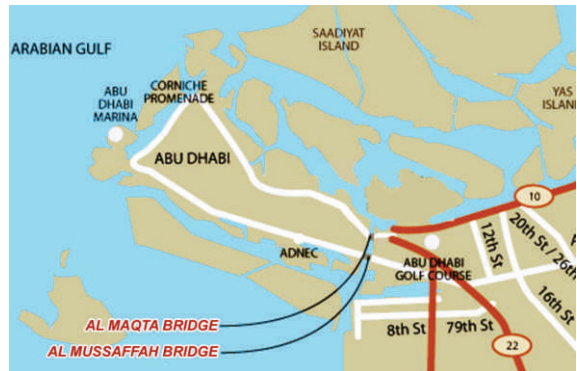 ARABIAN GULF
SAADIYAT
ISLAND
CORNICHE
PROMENADE
ABU
DHABI
MARINA
YAS
ISLAN
ABU DHABI
10
20th St / 26th
12th St
ADNEC
ABU DHABI
GOLF COURSE
16th St
AL MAQTA BRIDGE
8th St
79th St
AL MUSSAFFAH BRIDGE
22